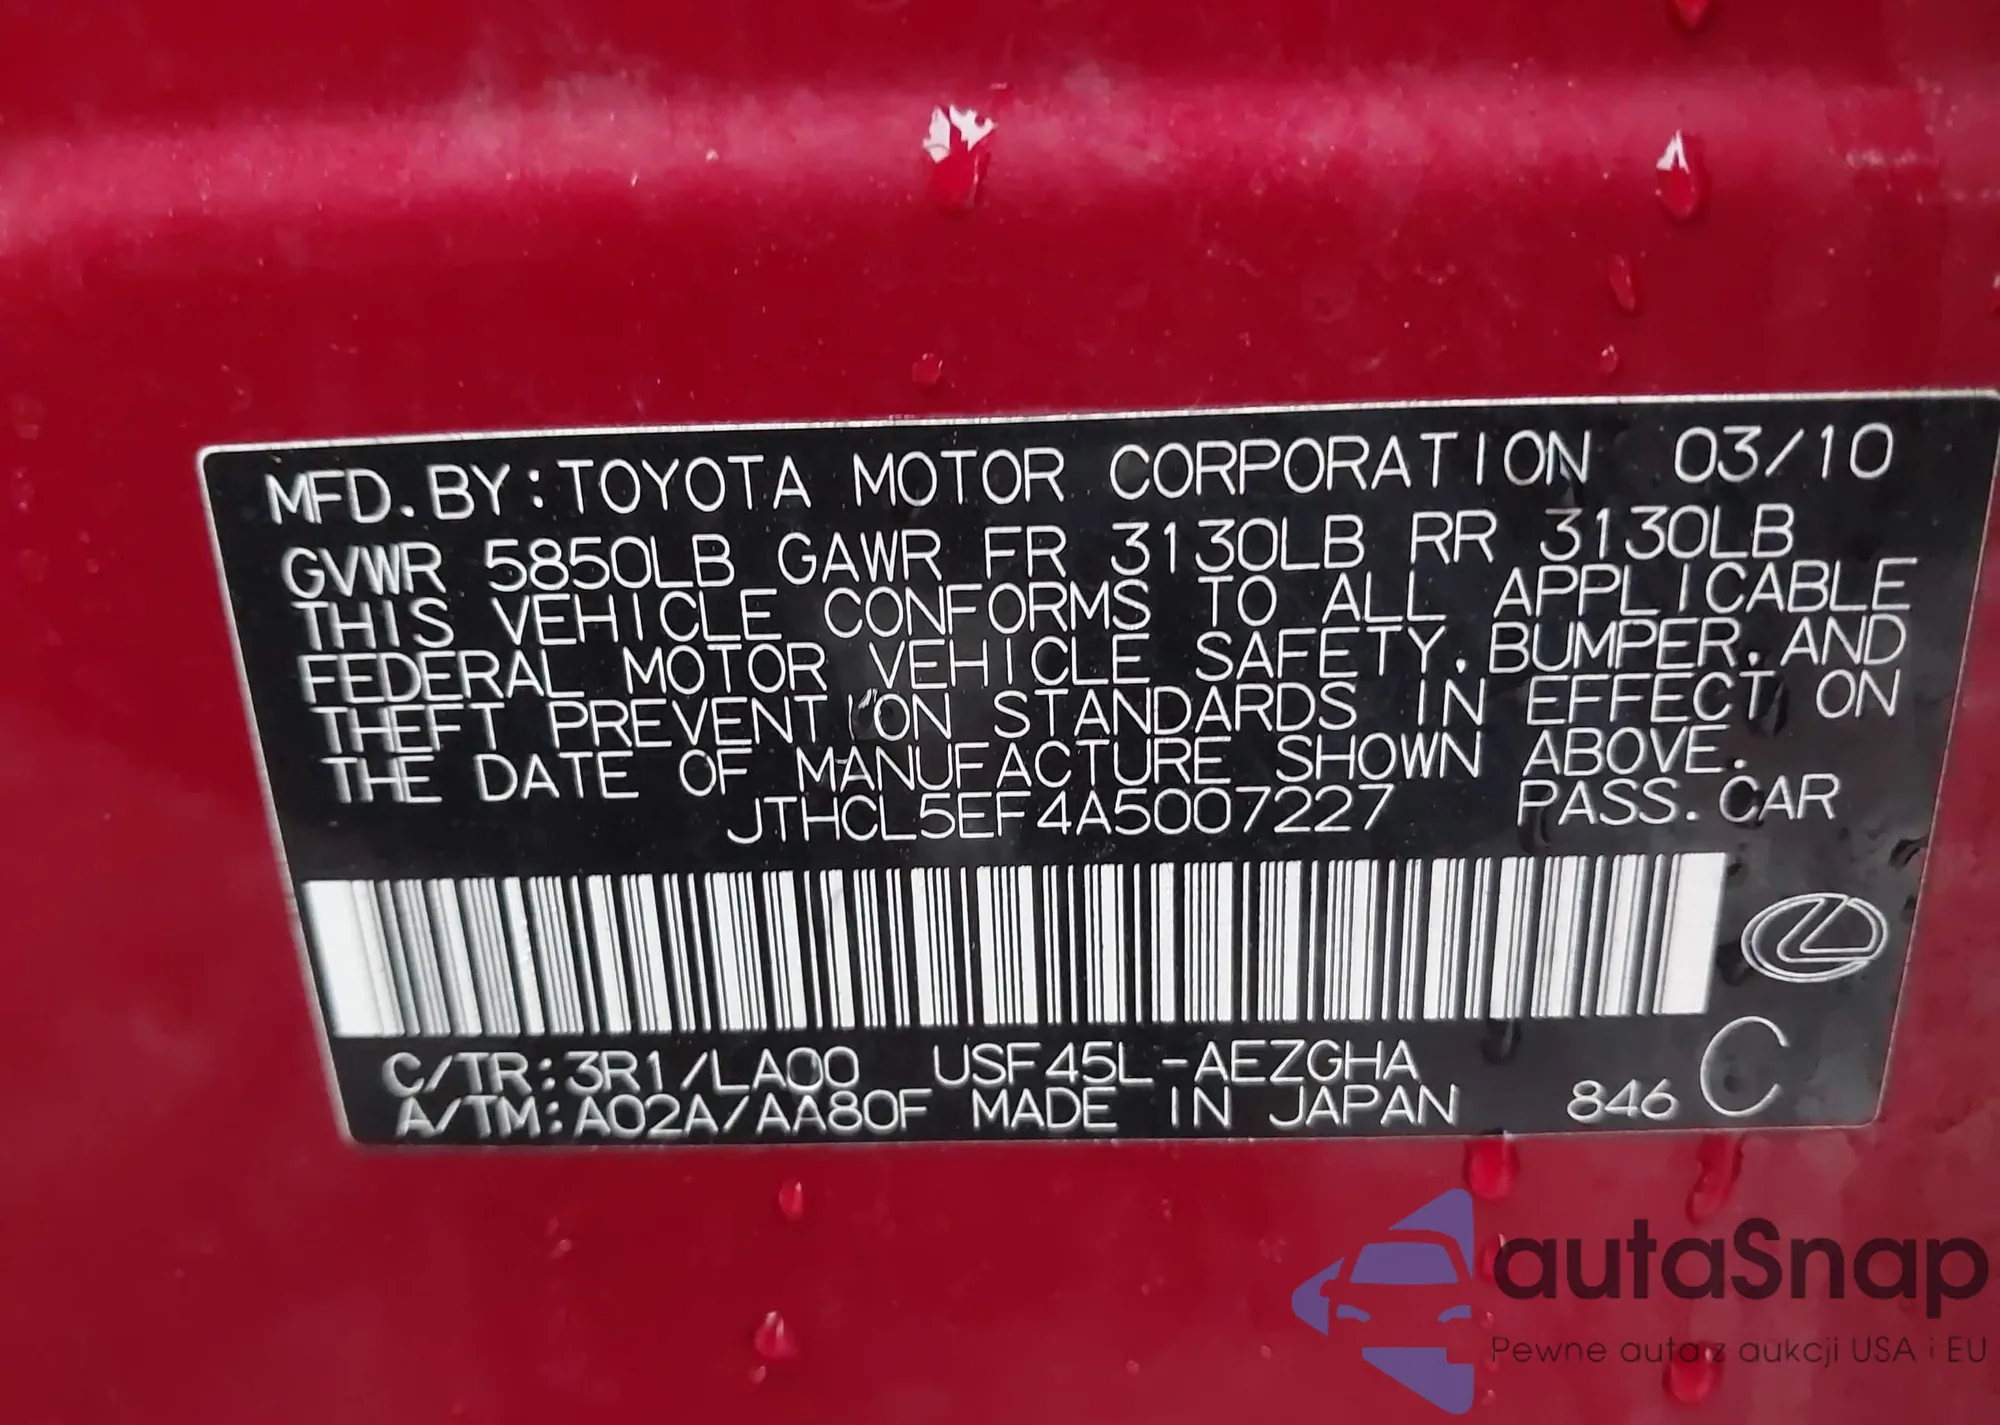 MFD. BY: TOYOTA MOTOR CORPORATION 03/10
GVWR 5850LB GAWR FR 3130LB RR 3130LB
THIS VEHICLE CONFORMS TO ALL APPLICABLE
FEDERAL MOTOR VEHICLE SAFETY, BUMPER, AND
THEFT PREVENTION STANDARDS IN EFFECT ON
THE DATE OF MANUFACTURE SHOWN ABOVE.
JTHCL5EF4A5007227 PASS. CAR
C/TR: 3R1/LA00 USF45L-AEZGHA
A/TM: A02A/AA80F MADE IN JAPAN 846 C
autaSnap
Pewne auta z aukcji USA i EU